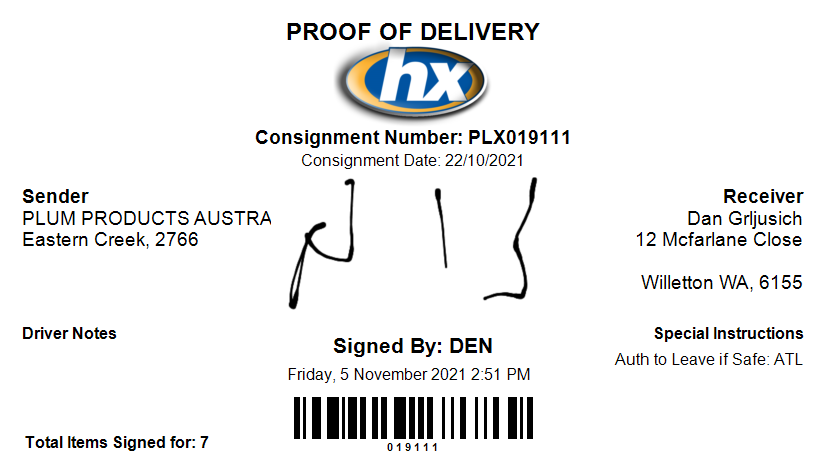 PROOF OF DELIVERY
hx
Consignment Number: PLX019111
Consignment Date: 22/10/2021
Sender
PLUM PRODUCTS AUSTRA
Eastern Creek, 2766
Receiver
Dan Grljusich
12 Mcfarlane Close
Willetton WA, 6155
Driver Notes
Signed By: DEN
Friday, 5 November 2021 2:51 PM
Special Instructions
Auth to Leave if Safe: ATL
Total Items Signed for: 7
019111